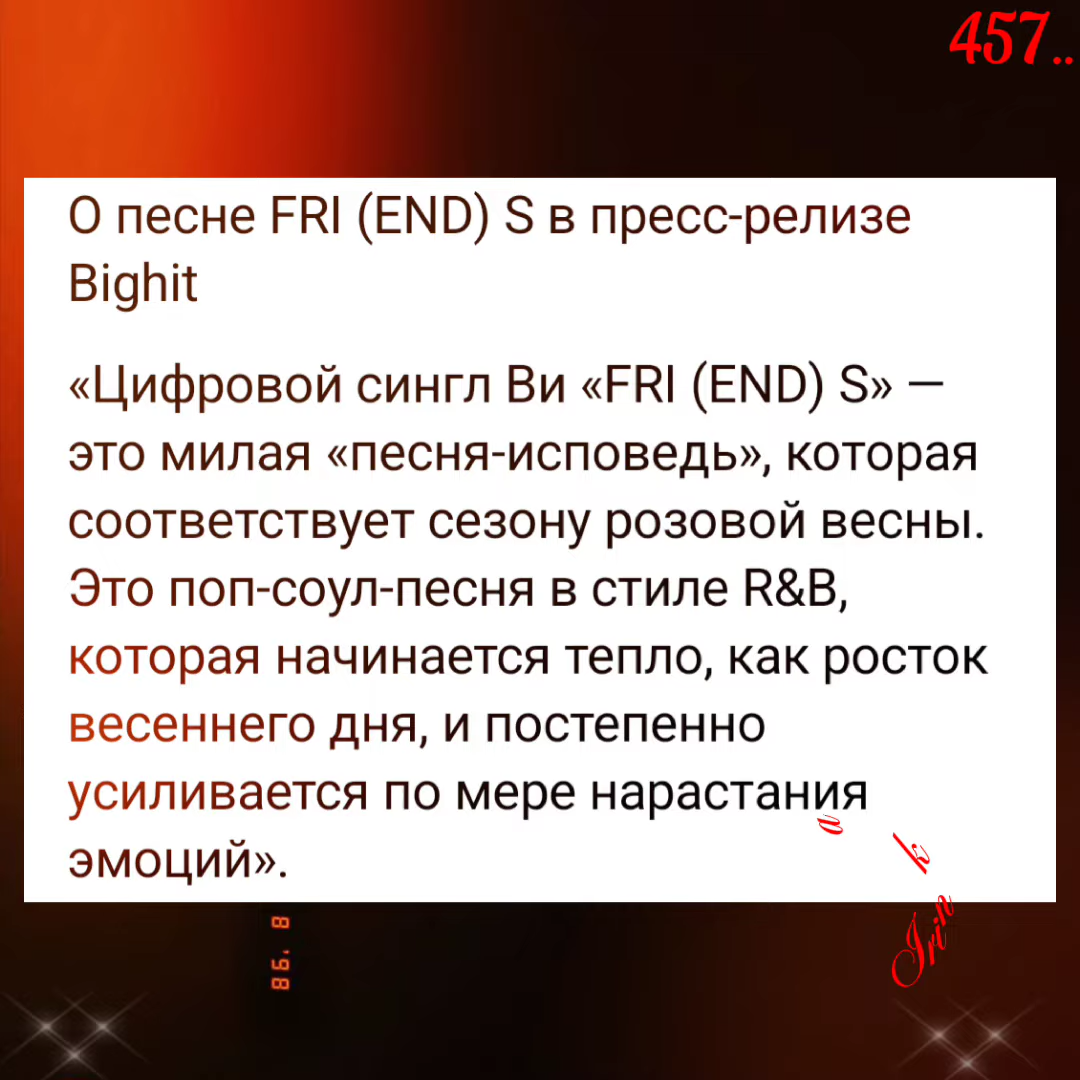 457..
О песне FRI (END) S в пресс-релизе
Bighit
«Цифровой сингл Ви «FRI (END) S» —
это милая «песня-исповедь», которая
соответствует сезону розовой весны.
Это поп-соул-песня в стиле R&B,
которая начинается тепло, как росток
весеннего дня, и постепенно
усиливается по мере нарастания
эмоций».
Irinka